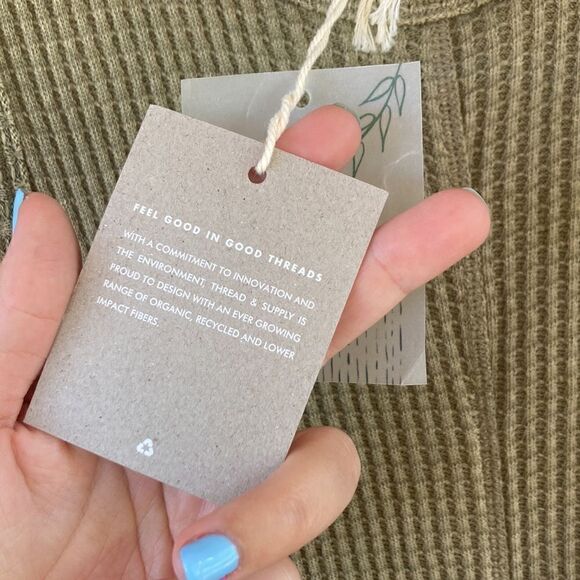 FEEL GOOD IN GOOD THREADS
WITH A COMMITMENT TO INNOVATION AND
THE ENVIRONMENT, THREAD & SUPPLY IS
PROUD TO DESIGN WITH AN EVER GROWING
RANGE OF ORGANIC, RECYCLED AND LOWER
IMPACT FIBERS.